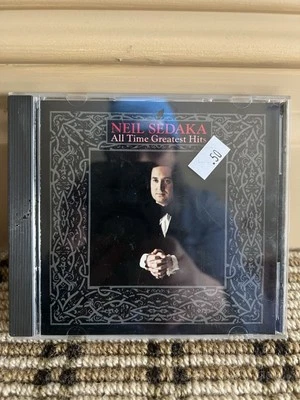 NEIL SEDAKA
All Time Greatest Hits
.50